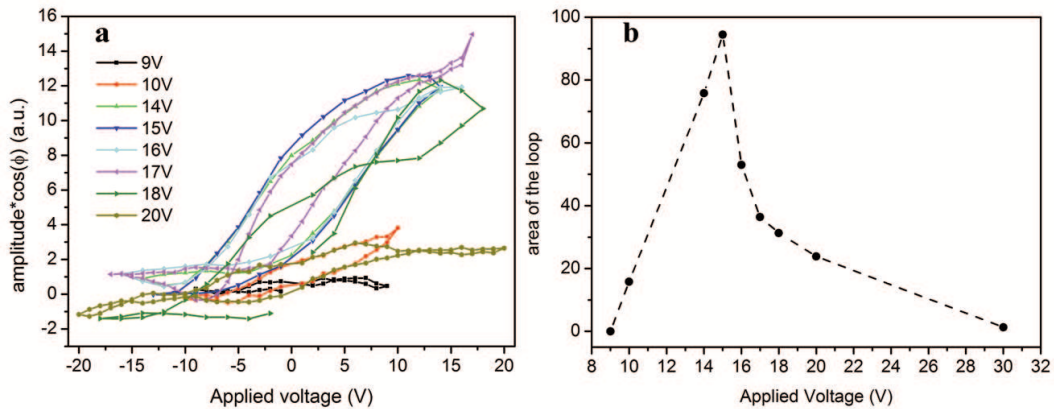 a
amplitude*cos(ϕ) (a.u.)
16
14
12
10
8
6
4
2
0
-2
9V
10V
14V
15V
16V
17V
18V
20V
-20 -15 -10 -5 0 5 10 15 20
Applied voltage (V)
b
area of the loop
100
80
60
40
20
0
8 10 12 14 16 18 20 22 24 26 28 30 32
Applied Voltage (V)